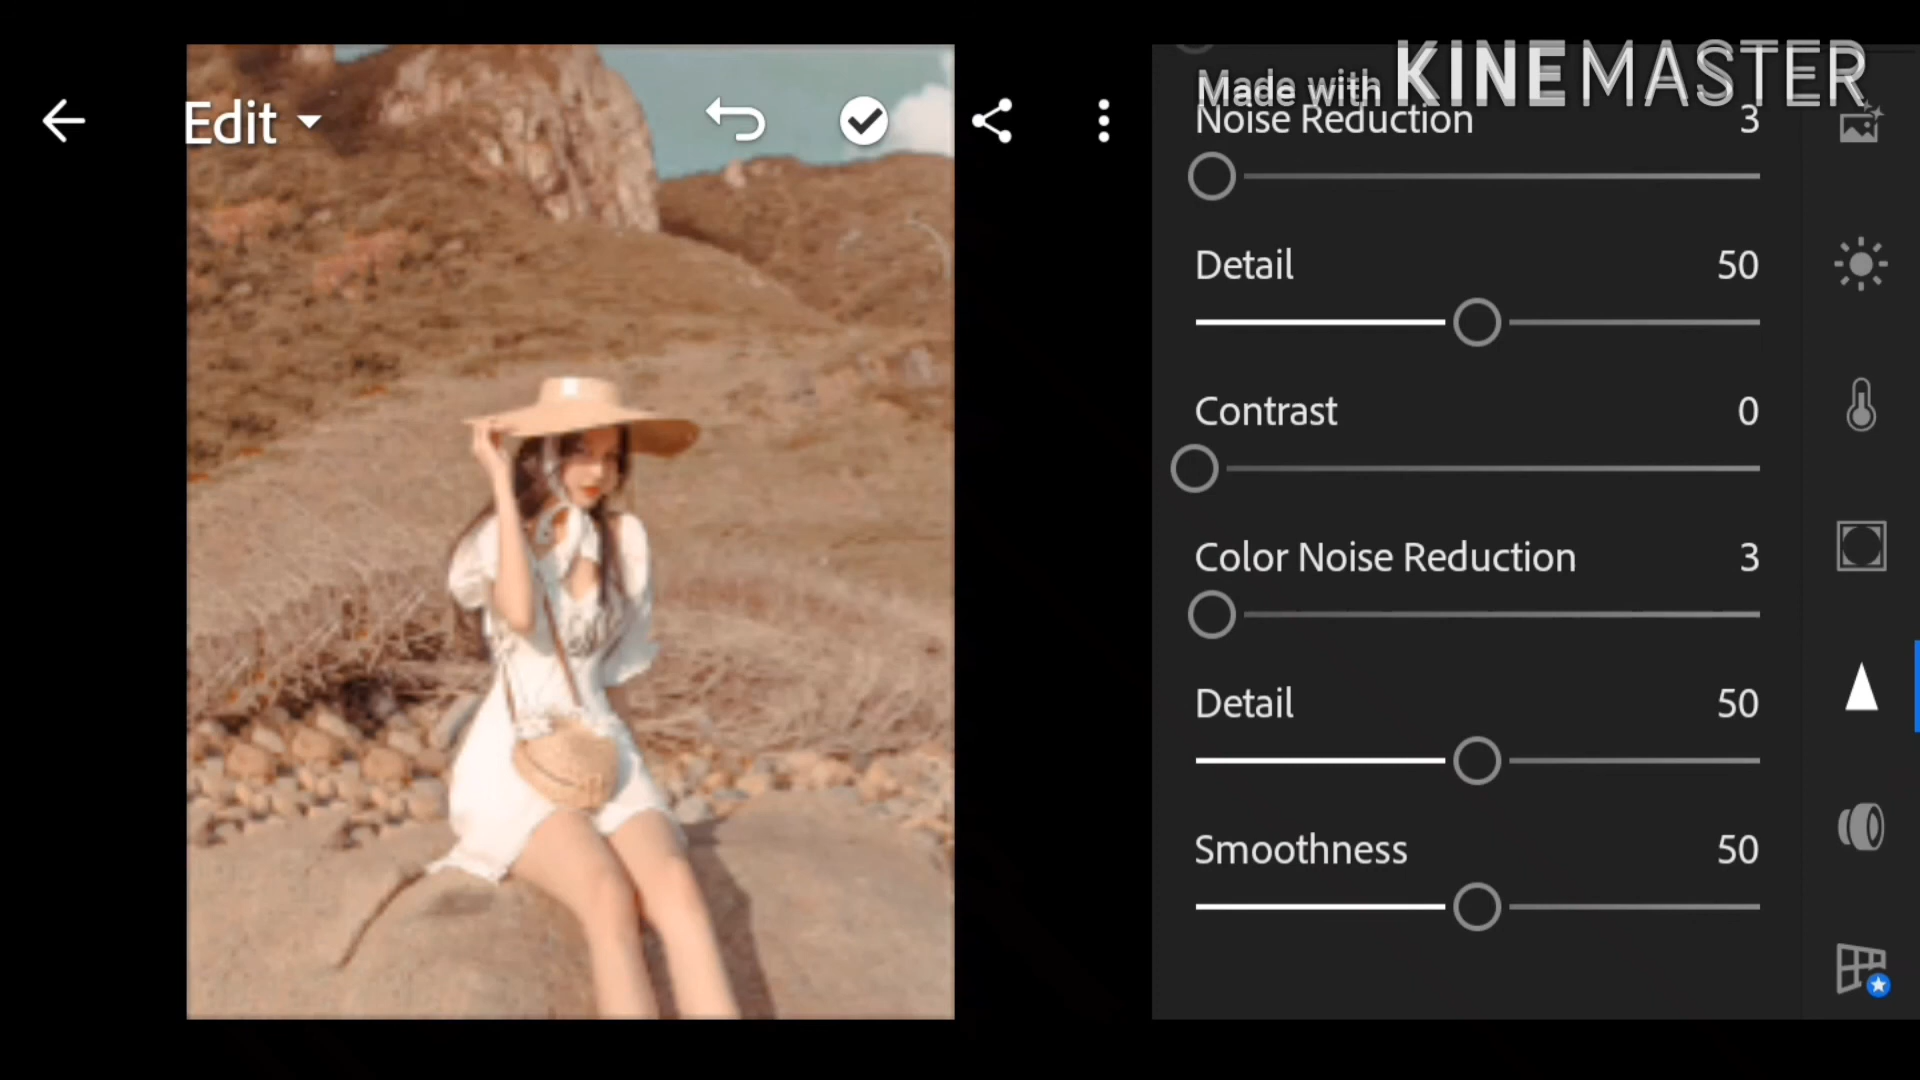 Made with KINEMASTER
Edit
Noise Reduction 3
Detail 50
Contrast 0
Color Noise Reduction 3
Detail 50
Smoothness 50